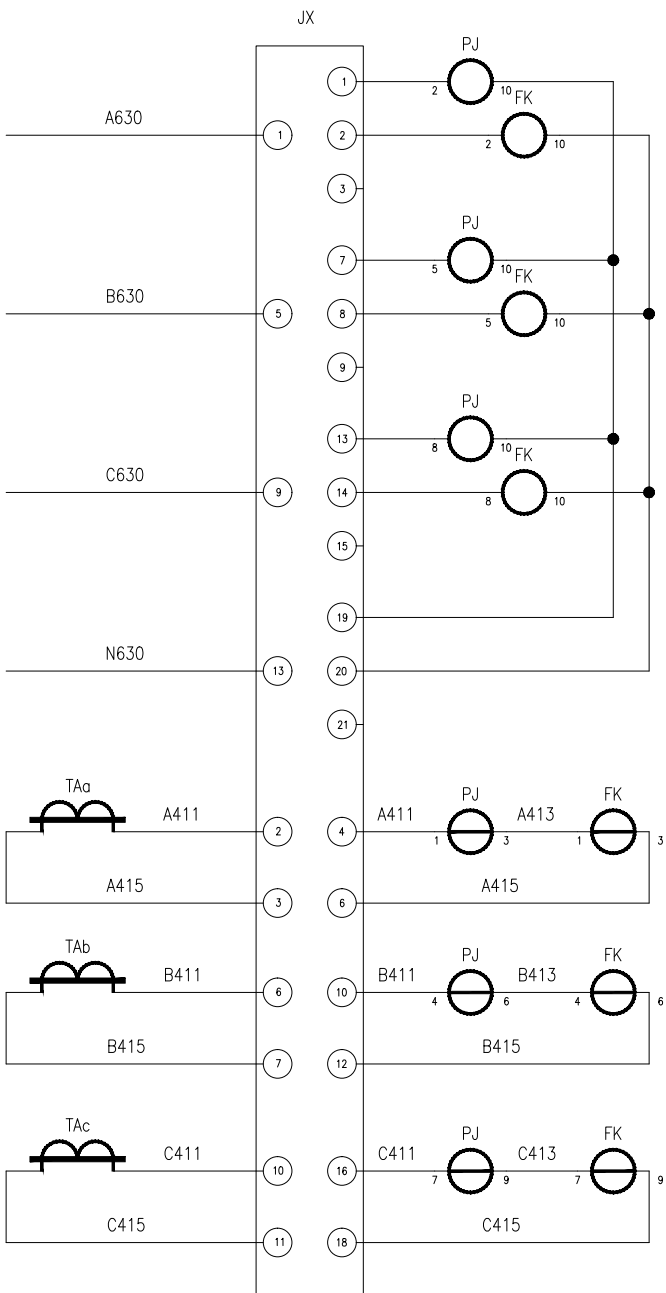 JX
PJ
1
2
10
FK
A630
1
2
2
10
3
PJ
7
5
10
FK
B630
5
8
5
10
9
PJ
13
8
10
FK
C630
9
14
8
10
15
19
N630
13
20
21
TAa
A411
2
4
A411
PJ
1
3
A413
FK
1
3
A415
3
6
A415
TAb
B411
6
10
B411
PJ
4
6
B413
FK
4
6
B415
7
12
B415
TAc
C411
10
16
C411
PJ
7
9
C413
FK
7
9
C415
11
18
C415